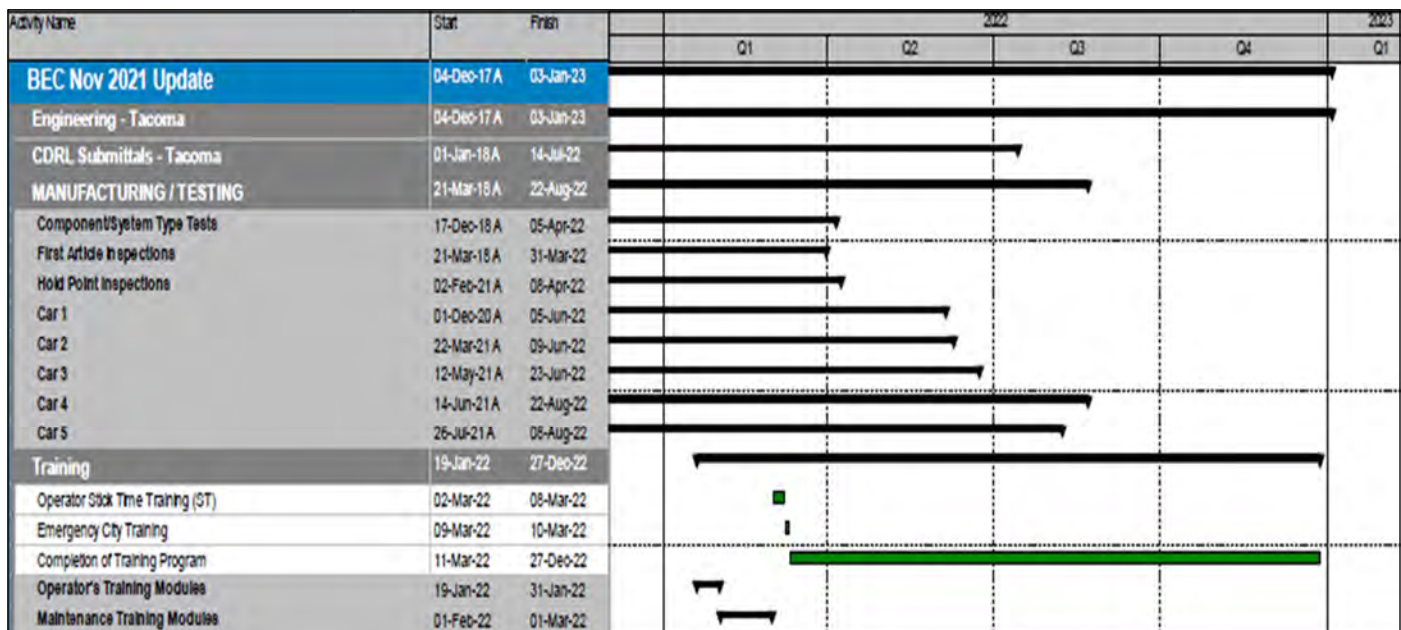 Activity Name Start Finish 2022 2023
Q1 Q2 Q3 Q4 Q1
BEC Nov 2021 Update 04-Dec-17 A 03-Jan-23
Engineering - Tacoma 04-Dec-17 A 03-Jan-23
CDRL Submittals - Tacoma 01-Jan-18 A 14-Jul-22
MANUFACTURING / TESTING 21-Mar-18 A 22-Aug-22
Component/System Type Tests 17-Dec-18 A 05-Apr-22
First Article Inspections 21-Mar-18 A 31-Mar-22
Hold Point Inspections 02-Feb-21 A 08-Apr-22
Car 1 01-Dec-20 A 05-Jun-22
Car 2 22-Mar-21 A 09-Jun-22
Car 3 12-May-21 A 23-Jun-22
Car 4 14-Jun-21 A 22-Aug-22
Car 5 26-Jul-21 A 08-Aug-22
Training 19-Jan-22 27-Dec-22
Operator Stick Time Training (ST) 02-Mar-22 08-Mar-22
Emergency City Training 09-Mar-22 10-Mar-22
Completion of Training Program 11-Mar-22 27-Dec-22
Operator's Training Modules 19-Jan-22 31-Jan-22
Maintenance Training Modules 01-Feb-22 01-Mar-22